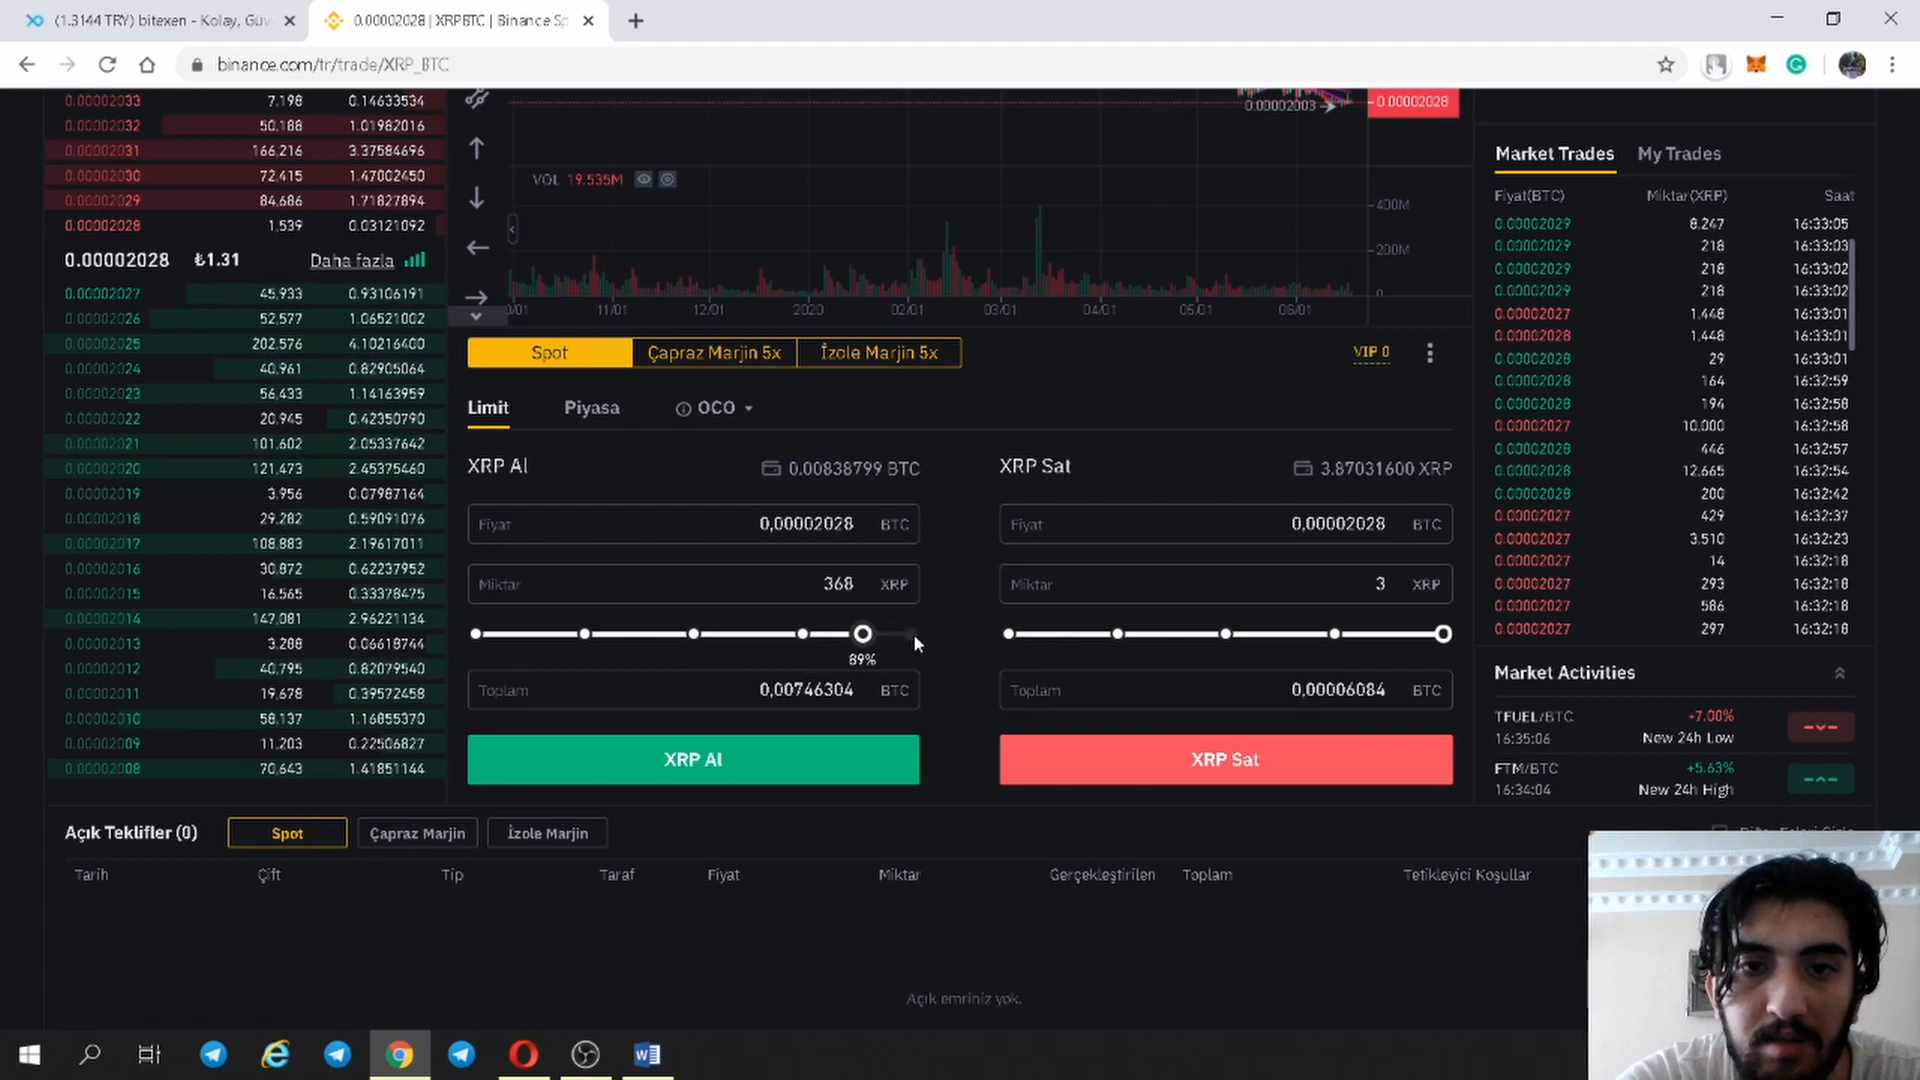 (1.3144 TRY) bitexen - Kolay, Güv
0.00002028 | XRPBTC | Binance Sp
binance.com/tr/trade/XRP_BTC
0.00002033 7,198 0.14633534
0.00002032 50,188 1.01982016
0.00002031 166,216 3.37584696
0.00002030 72,415 1.47002450
0.00002029 84,686 1.71827894
0.00002028 1,539 0.03121092
0.00002028 ₺1.31 Daha fazla
0.00002027 45,933 0.93106191
0.00002026 52,577 1.06521002
0.00002025 202,576 4.10216400
0.00002024 40,961 0.82905064
0.00002023 56,433 1.14163959
0.00002022 20,945 0.42350790
0.00002021 101,602 2.05337642
0.00002020 121,473 2.45375460
0.00002019 3,956 0.07987164
0.00002018 29,282 0.59091076
0.00002017 108,883 2.19617011
0.00002016 30,872 0.62237952
0.00002015 16,565 0.33378475
0.00002014 147,081 2.96221134
0.00002013 3,288 0.06618744
0.00002012 40,795 0.82079540
0.00002011 19,678 0.39572458
0.00002010 58,137 1.16855370
0.00002009 11,203 0.22506827
0.00002008 70,643 1.41851144
0.00002003
0.00002028
VOL 19.535M
400M
200M
0
11/01 12/01 2020 02/01 03/01 04/01 05/01 06/01
Spot Çapraz Marjin 5x İzole Marjin 5x VIP 0
Limit Piyasa OCO
XRP Al 0.00838799 BTC
Fiyat 0,00002028 BTC
Miktar 368 XRP
89%
Toplam 0,00746304 BTC
XRP Al
XRP Sat 3.87031600 XRP
Fiyat 0,00002028 BTC
Miktar 3 XRP
Toplam 0,00006084 BTC
XRP Sat
Market Trades My Trades
Fiyat(BTC) Miktar(XRP) Saat
0.00002029 8,247 16:33:05
0.00002029 218 16:33:03
0.00002029 218 16:33:02
0.00002029 218 16:33:02
0.00002027 1,448 16:33:01
0.00002028 1,448 16:33:01
0.00002028 29 16:33:01
0.00002028 164 16:32:59
0.00002028 194 16:32:58
0.00002027 10,000 16:32:58
0.00002028 446 16:32:57
0.00002028 12,665 16:32:54
0.00002028 200 16:32:42
0.00002027 429 16:32:37
0.00002027 3,510 16:32:23
0.00002027 14 16:32:18
0.00002027 293 16:32:18
0.00002027 586 16:32:18
0.00002027 297 16:32:18
Market Activities
TFUEL/BTC -7.00%
16:35:06 New 24h Low
FTM/BTC +5.63%
16:34:04 New 24h High
Açık Teklifler (0) Spot Çapraz Marjin İzole Marjin
Tarih Çift Tip Taraf Fiyat Miktar Gerçekleştirilen Toplam Tetikleyici Koşullar
Açık emriniz yok.